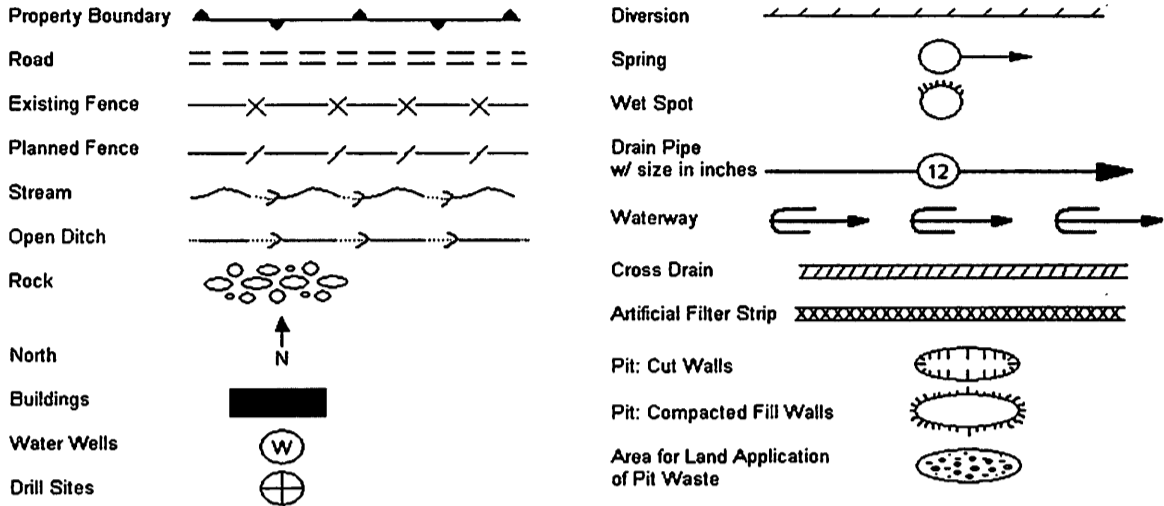 Property Boundary
Road
Existing Fence
Planned Fence
Stream
Open Ditch
Rock
N
North
Buildings
Water Wells
W
Drill Sites
Diversion
Spring
Wet Spot
Drain Pipe
w/ size in inches
12
Waterway
Cross Drain
Artificial Filter Strip
Pit: Cut Walls
Pit: Compacted Fill Walls
Area for Land Application
of Pit Waste